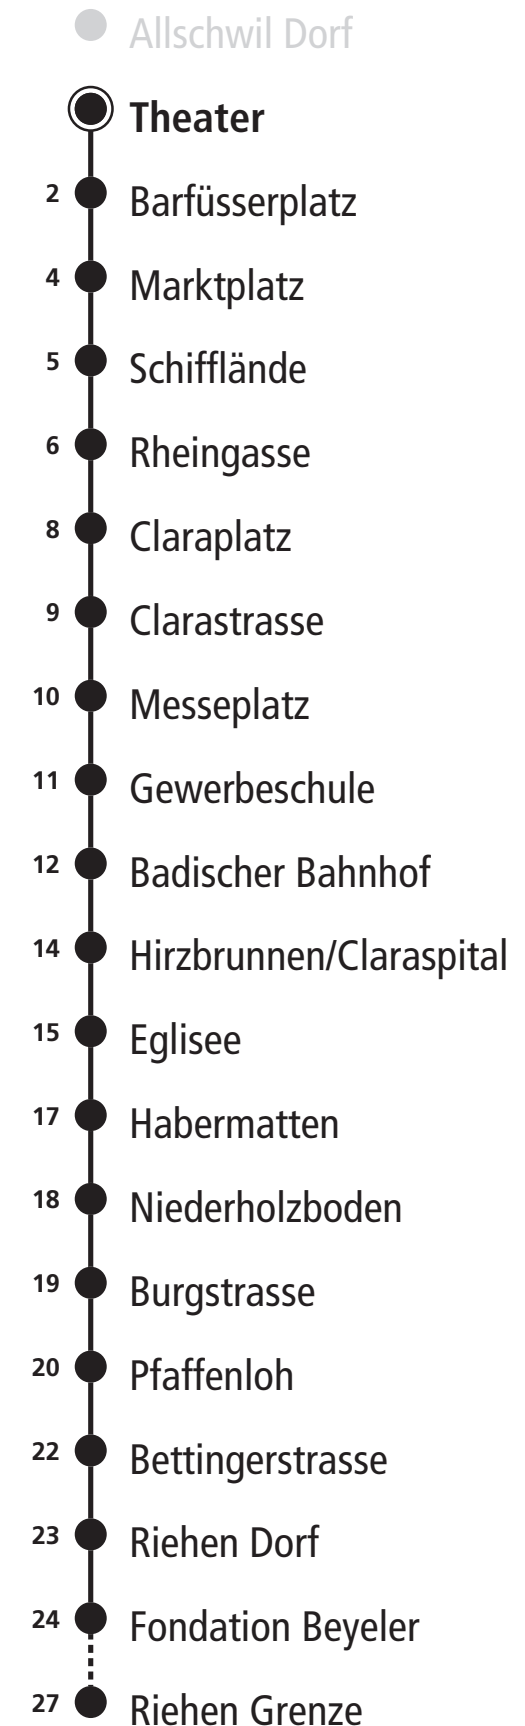 Allschwil Dorf
Theater
2 Barfüsserplatz
4 Marktplatz
5 Schifflände
6 Rheingasse
8 Claraplatz
9 Clarastrasse
10 Messeplatz
11 Gewerbeschule
12 Badischer Bahnhof
14 Hirzbrunnen/Claraspital
15 Eglisee
17 Habermatten
18 Niederholzboden
19 Burgstrasse
20 Pfaffenloh
22 Bettingerstrasse
23 Riehen Dorf
24 Fondation Beyeler
27 Riehen Grenze